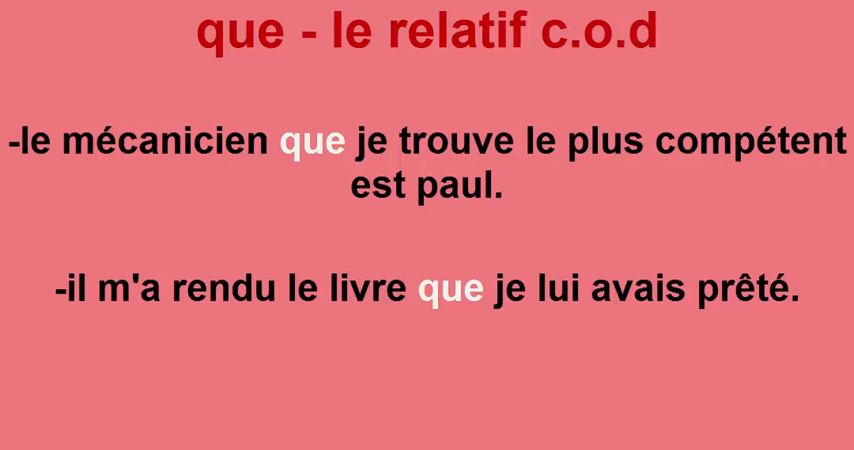 que - le relatif c.o.d
-le mécanicien que je trouve le plus compétent
est paul.
-il m'a rendu le livre que je lui avais prêté.